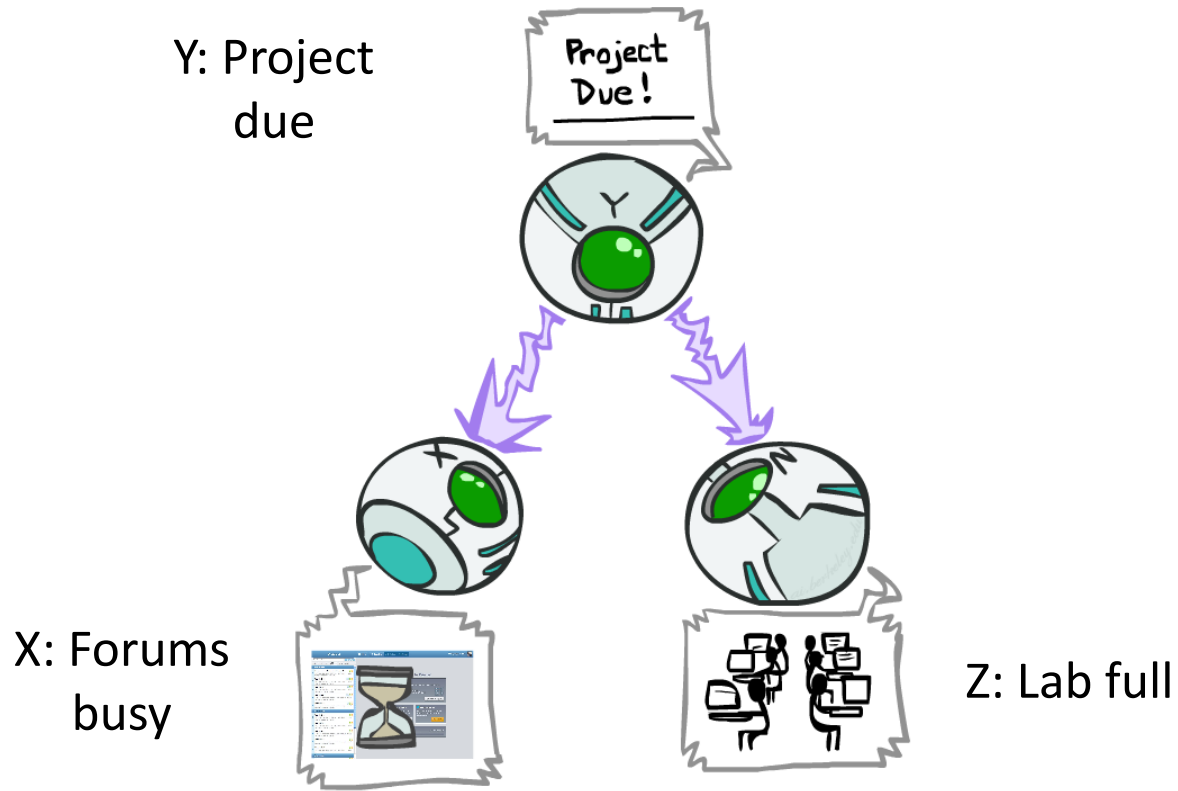 Y: Project
due
Project
Due!
Y
X
Z
X: Forums
busy
Z: Lab full